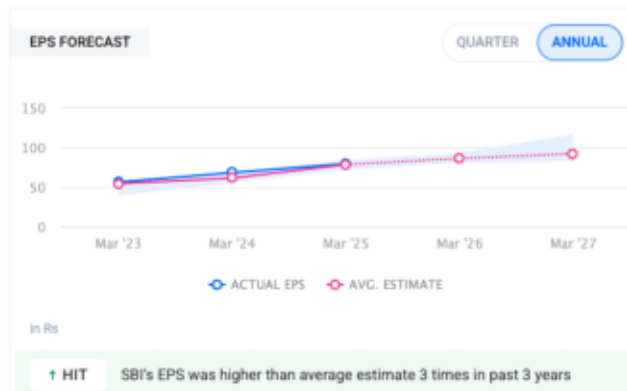 EPS FORECAST
QUARTER
ANNUAL
150
100
50
0
Mar '23
Mar '24
Mar '25
Mar '26
Mar '27
ACTUAL EPS
AVG. ESTIMATE
in Rs
↑ HIT
SBI's EPS was higher than average estimate 3 times in past 3 years